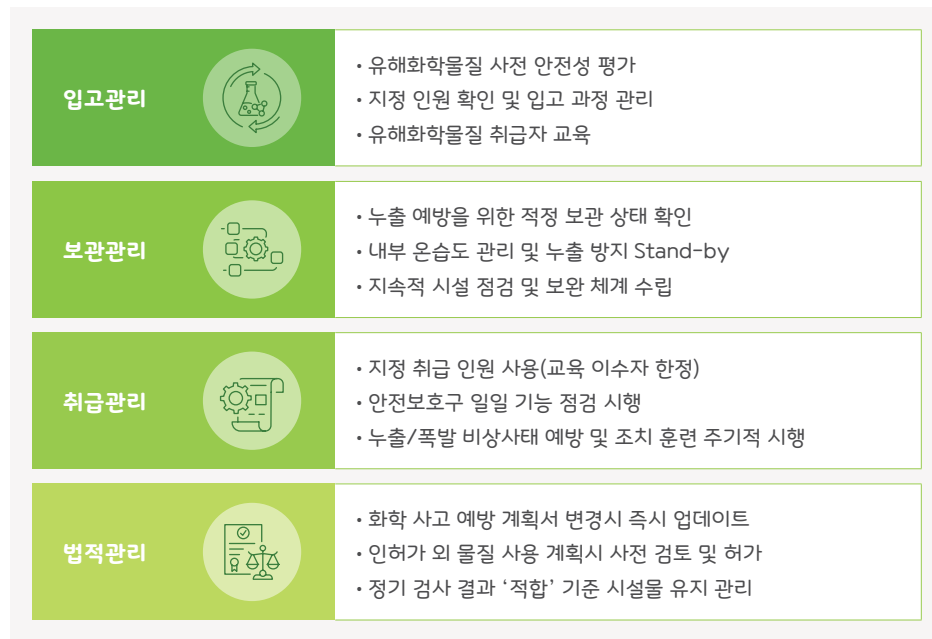 입고관리
• 유해화학물질 사전 안전성 평가
• 지정 인원 확인 및 입고 과정 관리
• 유해화학물질 취급자 교육
보관관리
• 누출 예방을 위한 적정 보관 상태 확인
• 내부 온습도 관리 및 누출 방지 Stand-by
• 지속적 시설 점검 및 보완 체계 수립
취급관리
• 지정 취급 인원 사용(교육 이수자 한정)
• 안전보호구 일일 기능 점검 시행
• 누출/폭발 비상사태 예방 및 조치 훈련 주기적 시행
법적관리
• 화학 사고 예방 계획서 변경시 즉시 업데이트
• 인허가 외 물질 사용 계획시 사전 검토 및 허가
• 정기 검사 결과 ‘적합’ 기준 시설물 유지 관리